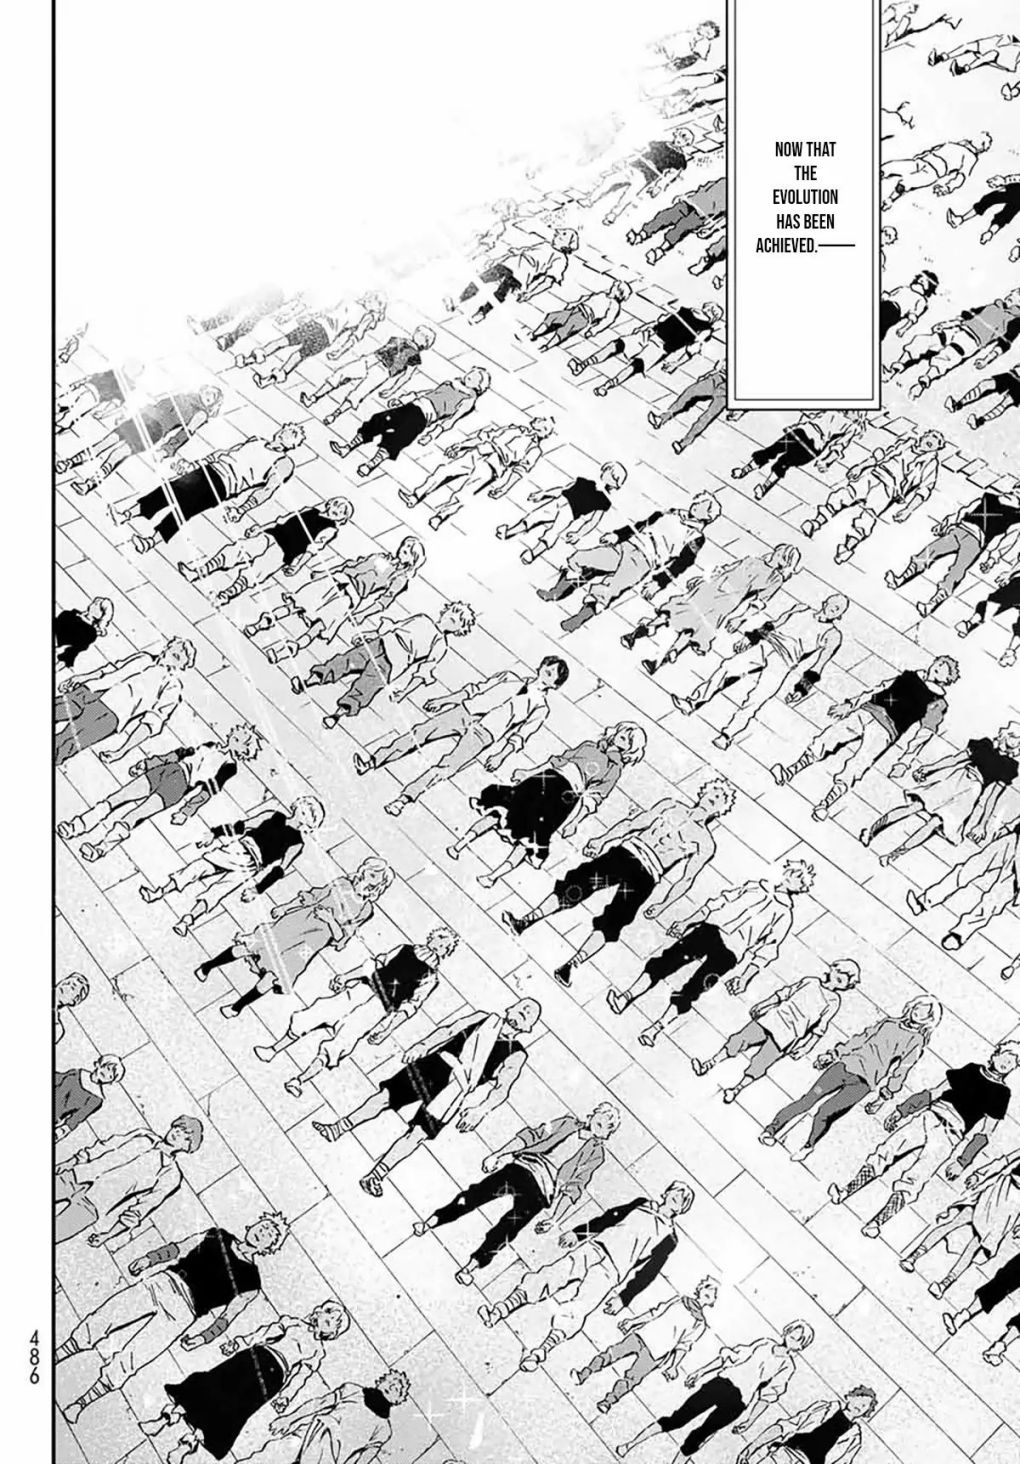 NOW THAT
THE
EVOLUTION
HAS BEEN
ACHIEVED.——
486